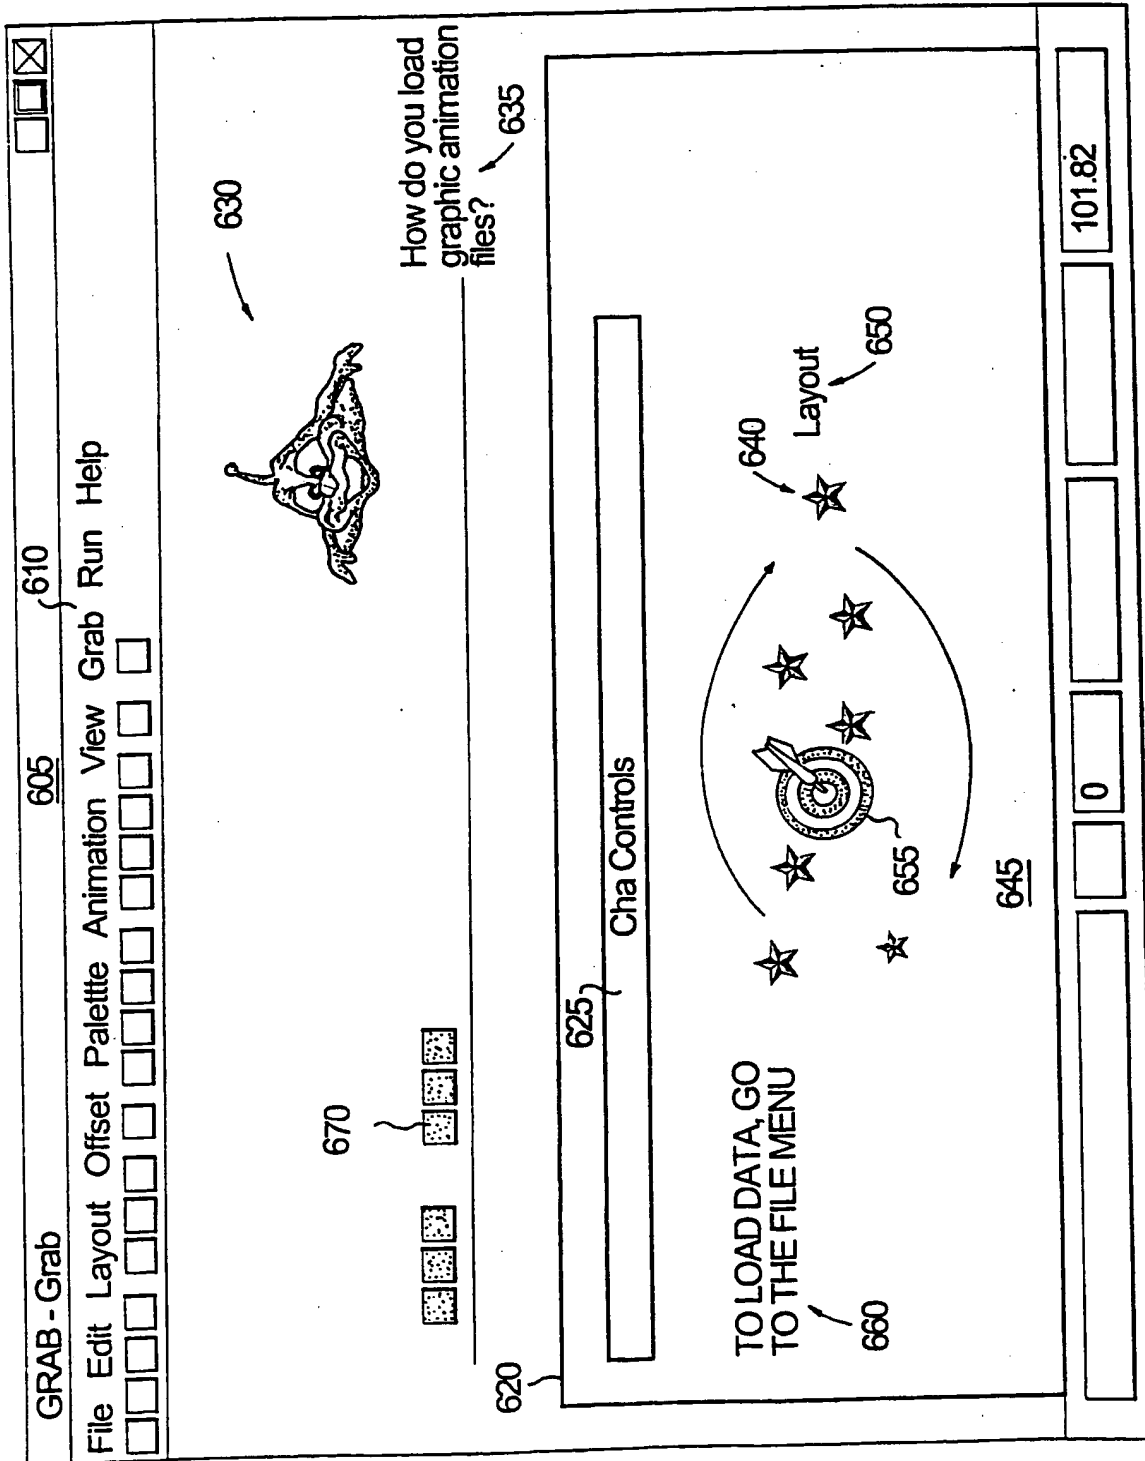 GRAB - Grab
605
610
File Edit Layout Offset Palettte Animation View Grab Run Help
630
670
How do you load
graphic animation
files?
635
620
625
Cha Controls
640
Layout
650
TO LOAD DATA, GO
TO THE FILE MENU
660
655
645
0
101.82